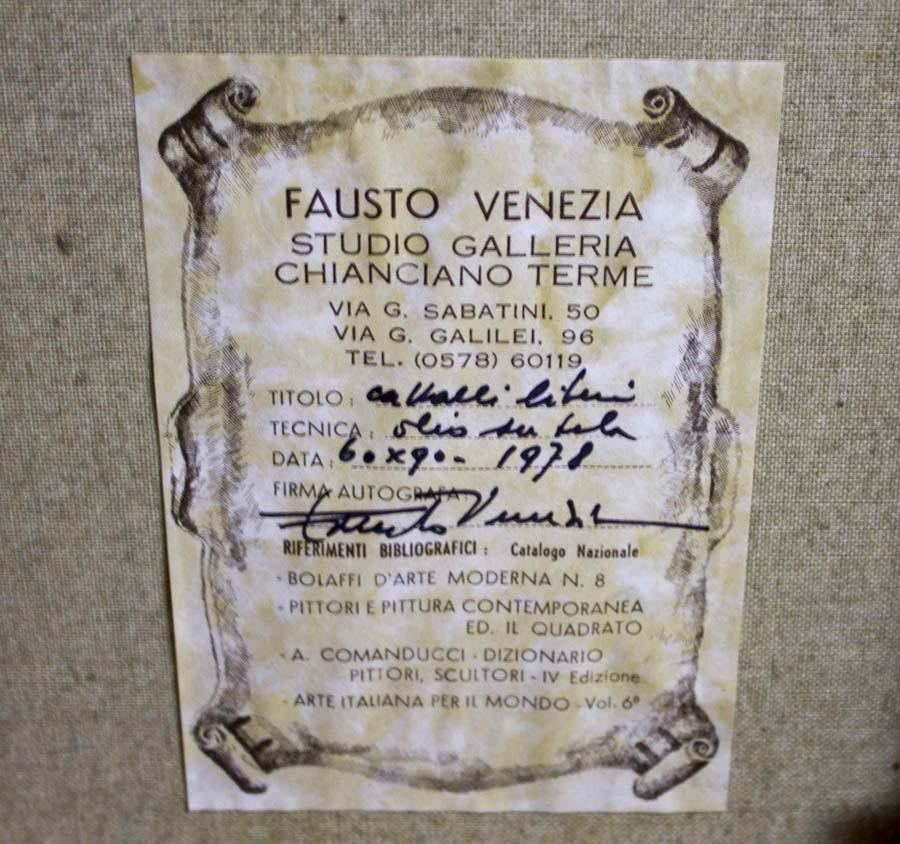 FAUSTO VENEZIA
STUDIO GALLERIA
CHIANCIANO TERME
VIA G. SABATINI, 50
VIA G. GALILEI, 96
TEL. (0578) 60119
TITOLO: cavalli liberi
TECNICA: olio su tela
DATA: 60x90 - 1978
FIRMA AUTOGRAFA
Fausto Venezia
RIFERIMENTI BIBLIOGRAFICI: Catalogo Nazionale
- BOLAFFI D'ARTE MODERNA N. 8
- PITTORI E PITTURA CONTEMPORANEA
ED. IL QUADRATO
- A. COMANDUCCI - DIZIONARIO
PITTORI, SCULTORI - IV Edizione
- ARTE ITALIANA PER IL MONDO - Vol. 6°